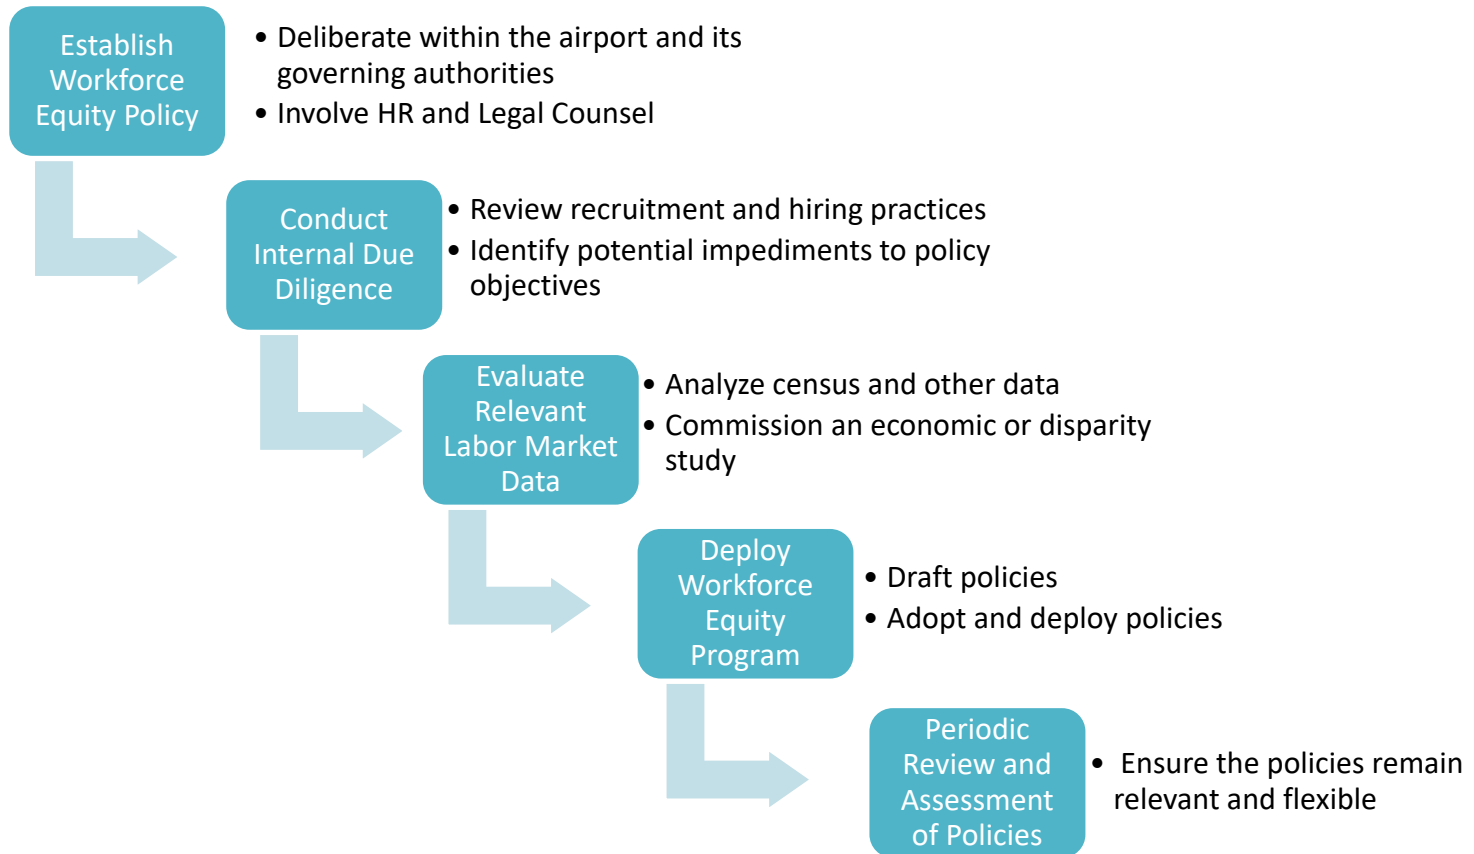 Establish
Workforce
Equity Policy
• Deliberate within the airport and its
governing authorities
• Involve HR and Legal Counsel
Conduct
Internal Due
Diligence
• Review recruitment and hiring practices
• Identify potential impediments to policy
objectives
Evaluate
Relevant
Labor Market
Data
• Analyze census and other data
• Commission an economic or disparity
study
Deploy
Workforce
Equity
Program
• Draft policies
• Adopt and deploy policies
Periodic
Review and
Assessment
of Policies
• Ensure the policies remain
relevant and flexible